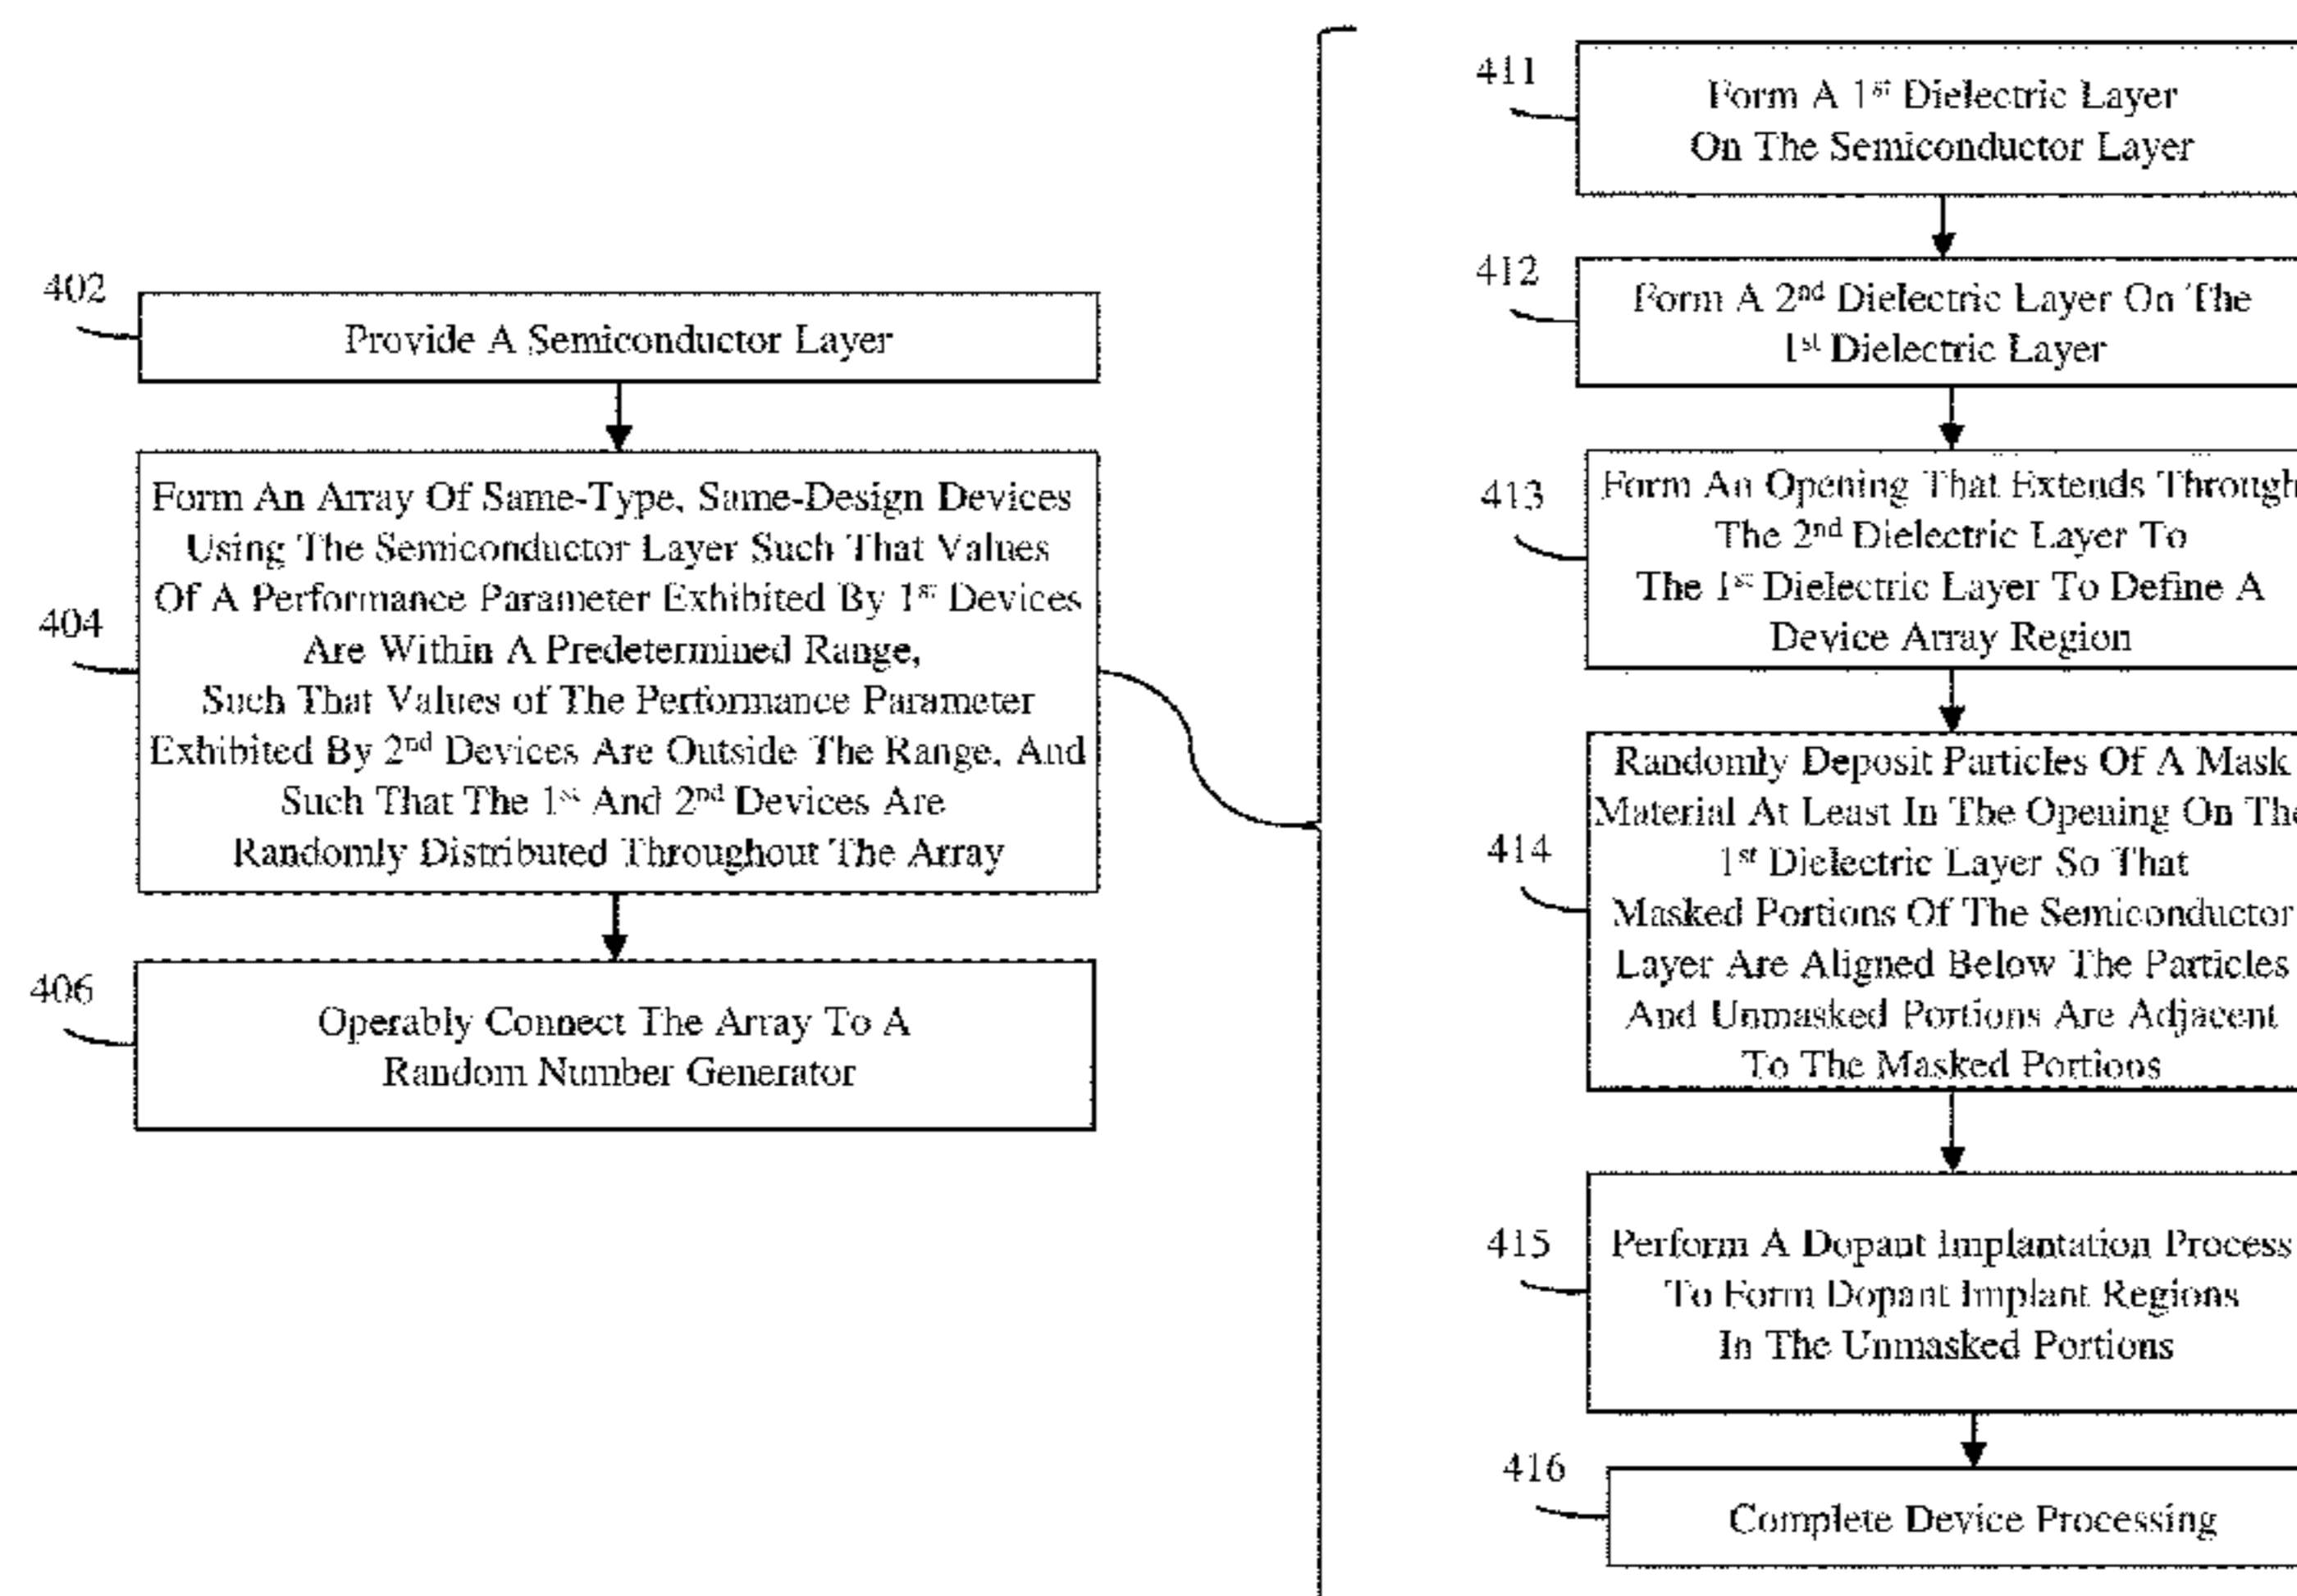 402
Provide A Semiconductor Layer
404
Form An Array Of Same-Type, Same-Design Devices
Using The Semiconductor Layer Such That Values
Of A Performance Parameter Exhibited By 1st Devices
Are Within A Predetermined Range,
Such That Values of The Performance Parameter
Exhibited By 2nd Devices Are Outside The Range, And
Such That The 1st And 2nd Devices Are
Randomly Distributed Throughout The Array
406
Operably Connect The Array To A
Random Number Generator
411
Form A 1st Dielectric Layer
On The Semiconductor Layer
412
Form A 2nd Dielectric Layer On The
1st Dielectric Layer
413
Form An Opening That Extends Through
The 2nd Dielectric Layer To
The 1st Dielectric Layer To Define A
Device Array Region
414
Randomly Deposit Particles Of A Mask
Material At Least In The Opening On The
1st Dielectric Layer So That
Masked Portions Of The Semiconductor
Layer Are Aligned Below The Particles
And Unmasked Portions Are Adjacent
To The Masked Portions
415
Perform A Dopant Implantation Process
To Form Dopant Implant Regions
In The Unmasked Portions
416
Complete Device Processing